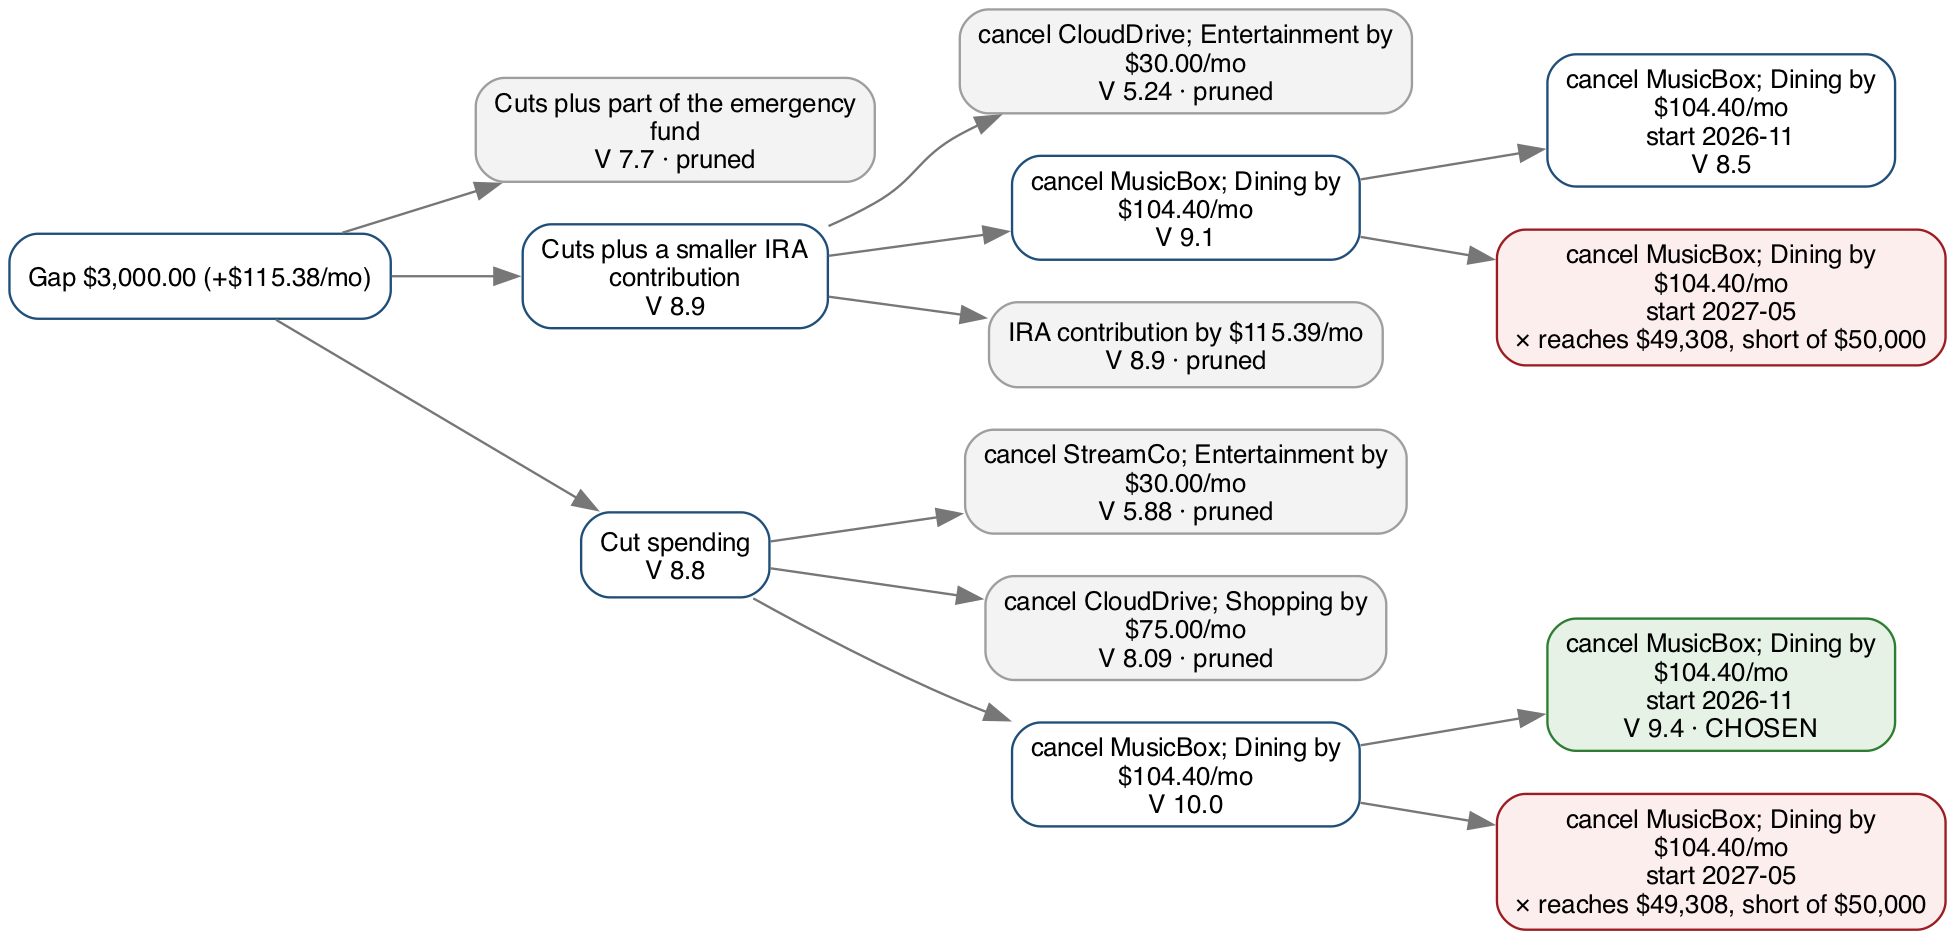 Gap $3,000.00 (+$115.38/mo)
Cuts plus part of the emergency
fund
V 7.7 · pruned
Cuts plus a smaller IRA
contribution
V 8.9
Cut spending
V 8.8
cancel CloudDrive; Entertainment by
$30.00/mo
V 5.24 · pruned
cancel MusicBox; Dining by
$104.40/mo
V 9.1
IRA contribution by $115.39/mo
V 8.9 · pruned
cancel StreamCo; Entertainment by
$30.00/mo
V 5.88 · pruned
cancel CloudDrive; Shopping by
$75.00/mo
V 8.09 · pruned
cancel MusicBox; Dining by
$104.40/mo
V 10.0
cancel MusicBox; Dining by
$104.40/mo
start 2026-11
V 8.5
cancel MusicBox; Dining by
$104.40/mo
start 2027-05
× reaches $49,308, short of $50,000
cancel MusicBox; Dining by
$104.40/mo
start 2026-11
V 9.4 · CHOSEN
cancel MusicBox; Dining by
$104.40/mo
start 2027-05
× reaches $49,308, short of $50,000